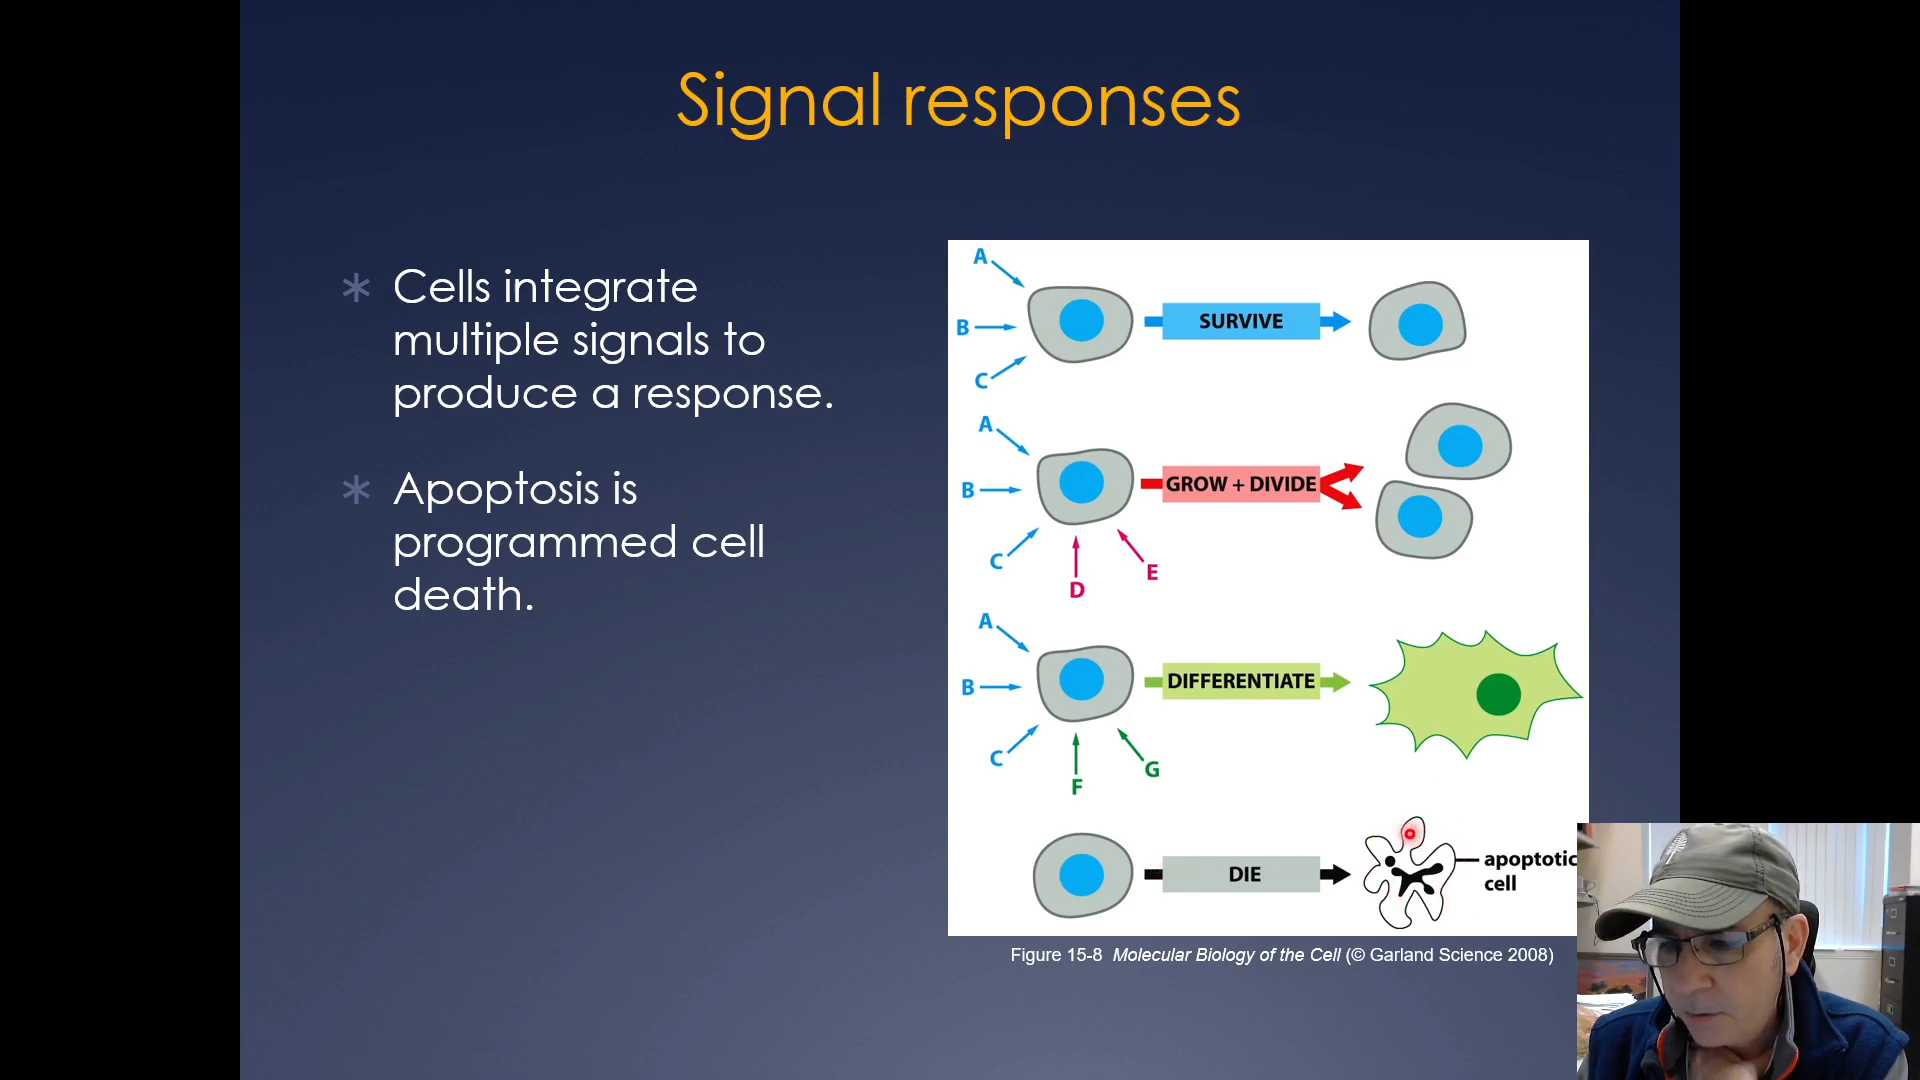 Signal responses
Cells integrate
multiple signals to
produce a response.
Apoptosis is
programmed cell
death.
A
B
C
SURVIVE
A
B
C
D
E
GROW + DIVIDE
A
B
C
F
G
DIFFERENTIATE
DIE
apoptotic
cell
Figure 15-8 Molecular Biology of the Cell (© Garland Science 2008)